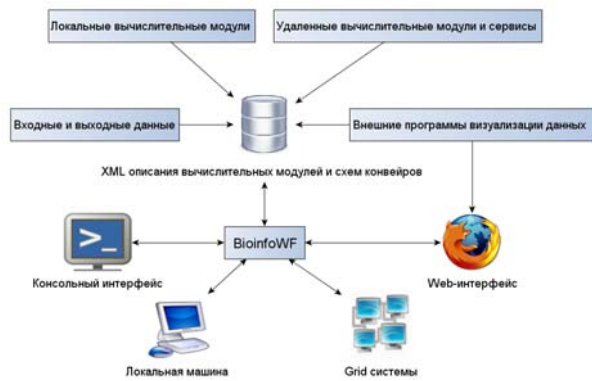 Локальные вычислительные модули
Удаленные вычислительные модули и сервисы
Входные и выходные данные
Внешние программы визуализации данных
XML описания вычислительных модулей и схем конвейров
>_
BioinfoWF
Консольный интерфейс
Web-интерфейс
Локальная машина
Grid системы